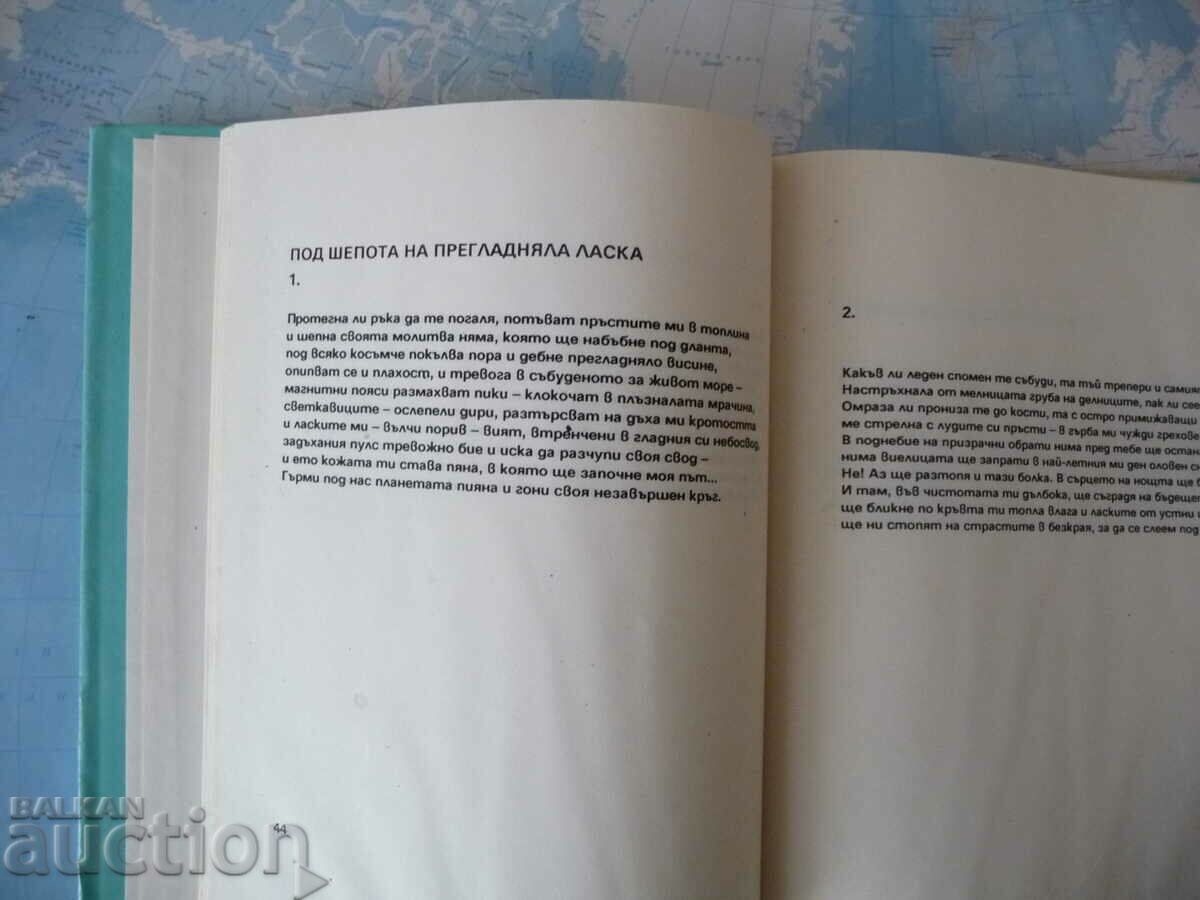 ПОД ШЕПОТА НА ПРЕГЛАДНЯЛА ЛАСКА
1.
Протегна ли ръка да те погаля, потъват пръстите ми в топлина
и шепна своята молитва няма, която ще набъбне под дланта,
под всяко косъмче покълва пора и дебне прегладняло висине,
опипват се и плахост, и тревога в събуденото за живот море –
магнитни пояси размахват пики – клокочат в плъзналата мрачина,
светкавиците – ослепели дири, разтърсват на дъха ми кротостта
и ласките ми – вълчи порив – вият, втренчени в гладния си небосвод,
задъхания пулс тревожно бие и иска да разчупи своя свод –
и ето кожата ти става пяна, в която ще започне моя път...
Гърми под нас планетата пияна и гони своя незавършен кръг.
44
2.
Какъв ли леден спомен те събуди, та тъй трепери и самият
Настръхнала от мелницата груба на делниците, пак ли
Омраза ли прониза те до кости, та с остро примижаващи
ме стрелна с лудите си пръсти – в гърба ми чужди грехове
В поднебие на призрачни обрати нима пред тебе ще
нима виелицата ще запрати в най-летния ми ден оловен
Не! Аз ще разтопя и тази болка. В сърцето на нощта ще
И там, във чистотата ти дълбока, ще съградя на
ще бликне по кръвта ти топла влага и ласките от устни
ще ни стопят на страстите в безкрая, за да се слеем под
BALKAN
auction